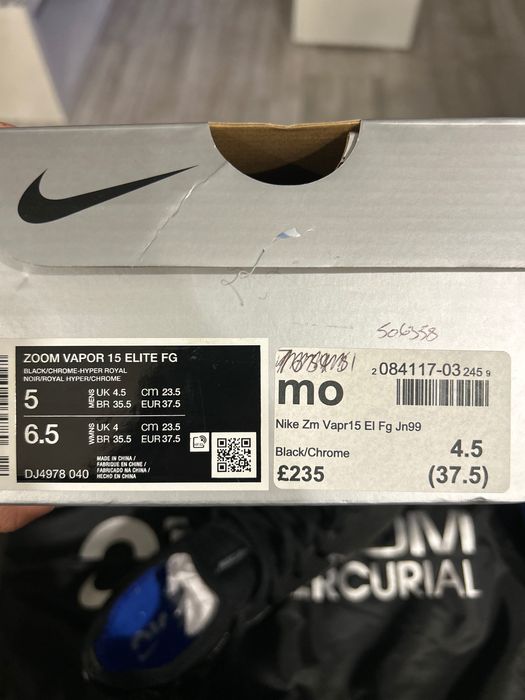 506358
ZOOM VAPOR 15 ELITE FG
BLACK/CHROME-HYPER ROYAL
NOIR/ROYAL HYPER/CHROME
5
MENS
UK 4.5 cm 23.5
BR 35.5 EUR 37.5
6.5
WMNS
UK 4 cm 23.5
BR 35.5 EUR 37.5
MADE IN CHINA /
FABRIQUE EN CHINE /
FABRICADO NA CHINA /
HECHO EN CHINA
DJ4978 040
mo
2 084117-03 245 9
Nike Zm Vapr15 El Fg Jn99
Black/Chrome
4.5
£235
(37.5)
OM
RCURIAL